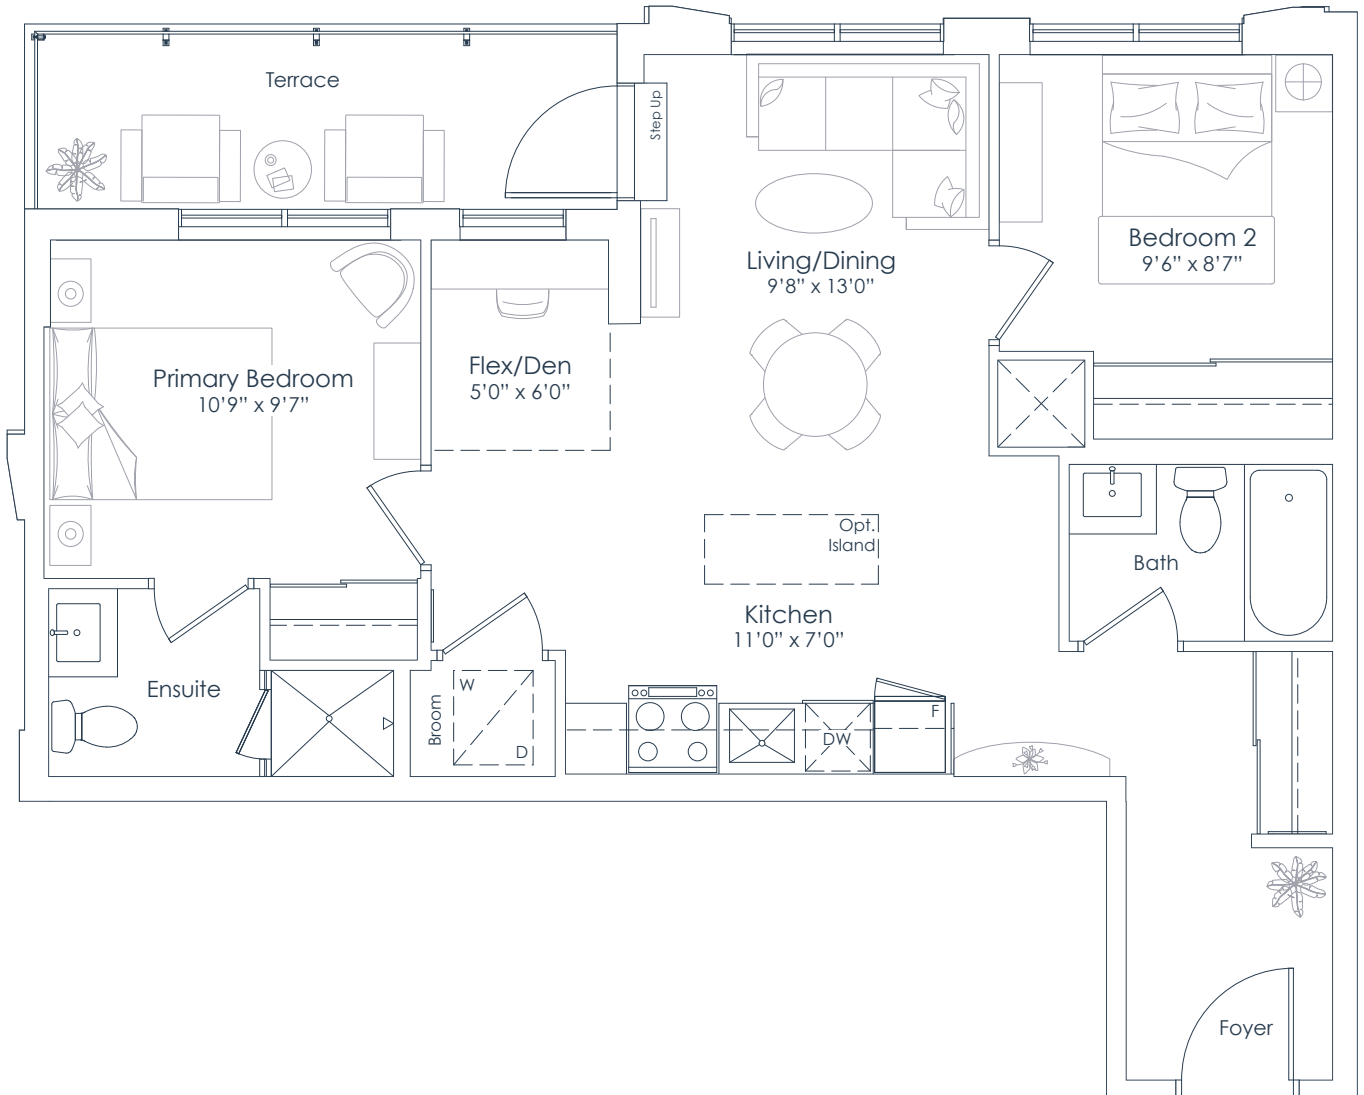 Terrace
Step Up
Living/Dining
9'8" x 13'0"
Bedroom 2
9'6" x 8'7"
Primary Bedroom
10'9" x 9'7"
Flex/Den
5'0" x 6'0"
Opt.
Island
Kitchen
11'0" x 7'0"
Bath
Ensuite
Broom
W
D
DW
F
Foyer